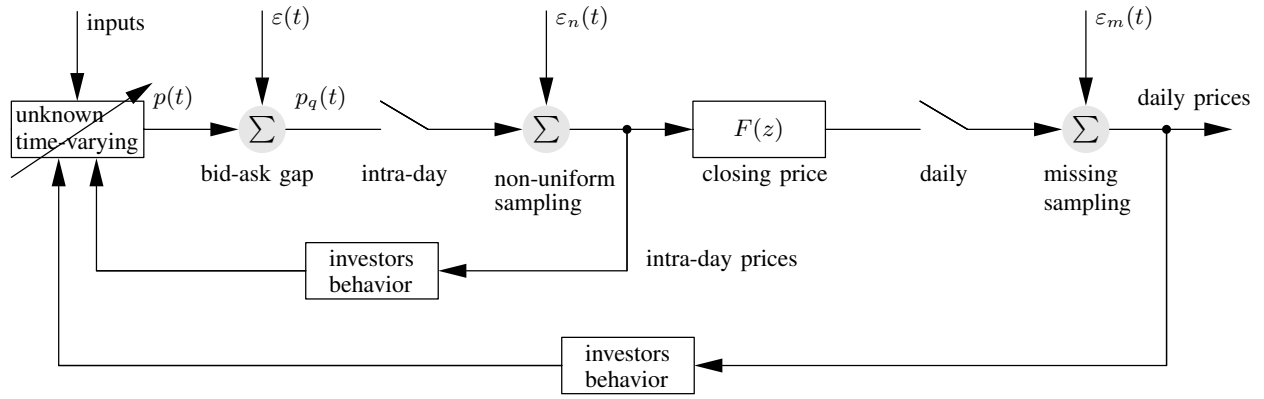 inputs
ε(t)
εₙ(t)
εₘ(t)
unknown
time-varying
p(t)
Σ
p_q(t)
Σ
F(z)
Σ
daily prices
bid-ask gap
intra-day
non-uniform
sampling
closing price
daily
missing
sampling
investors
behavior
intra-day prices
investors
behavior